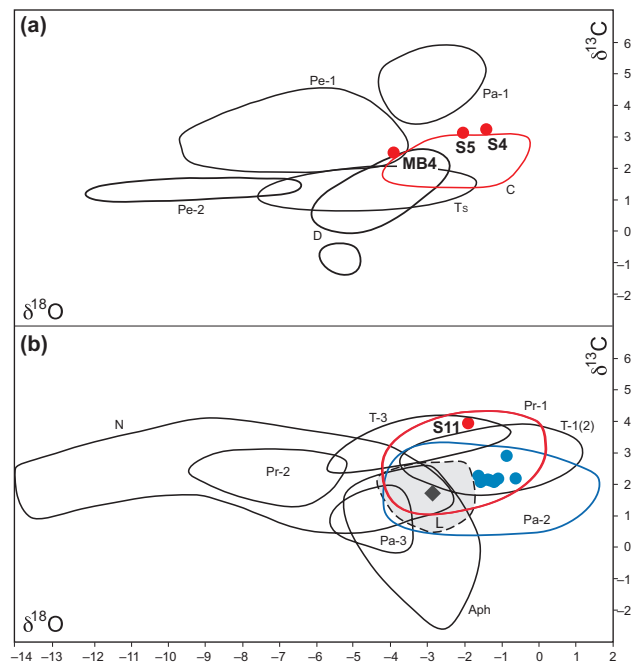 (a)
δ13C
6
Pe-1
5
Pa-1
4
S5
S4
3
MB4
2
C
Pe-2
Ts
1
D
0
–1
–2
δ18O
(b)
δ13C
6
5
N
T-3
Pr-1
S11
T-1(2)
4
3
Pr-2
2
L
Pa-2
1
Pa-3
0
–1
Aph
–2
δ18O
–14 –13 –12 –11 –10 –9 –8 –7 –6 –5 –4 –3 –2 –1 0 1 2